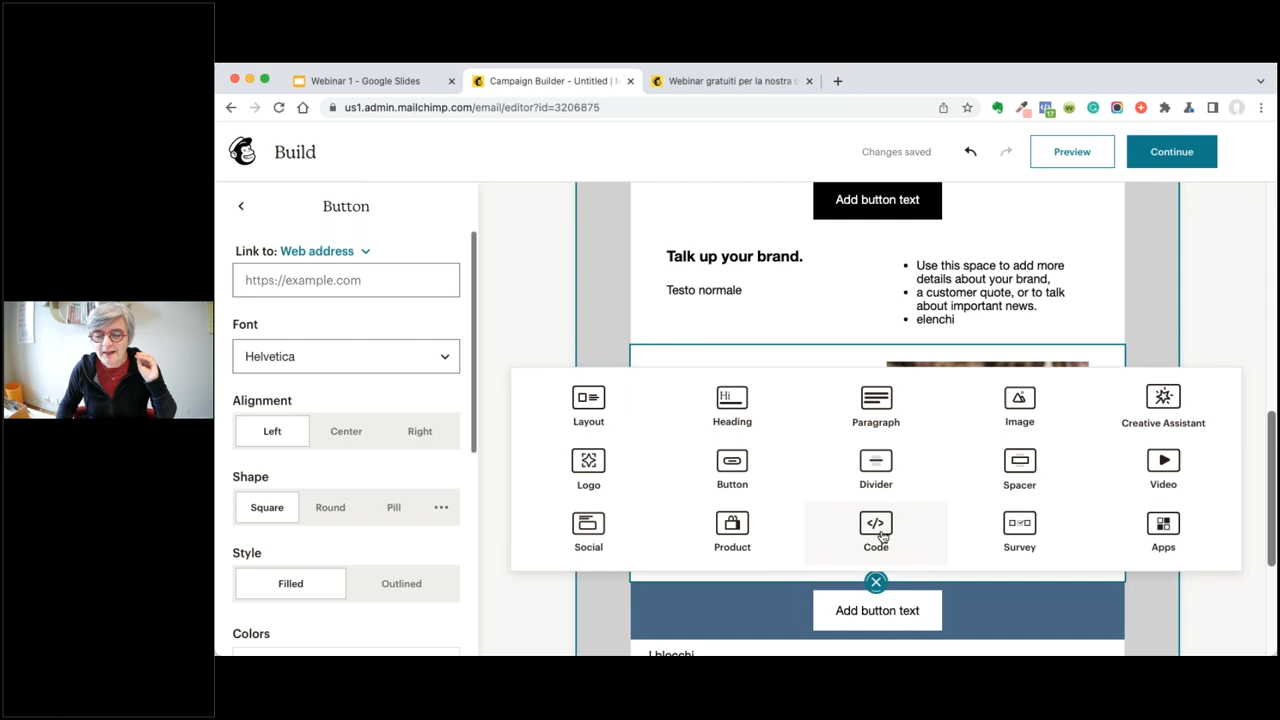 Webinar 1 - Google Slides
Campaign Builder - Untitled |
Webinar gratuiti per la nostra
us1.admin.mailchimp.com/email/editor?id=3206875
17
Build
Changes saved
Preview
Continue
Button
Link to: Web address
https://example.com
Font
Helvetica
Alignment
Left
Center
Right
Shape
Square
Round
Pill
Style
Filled
Outlined
Colors
Add button text
Talk up your brand.
Testo normale
• Use this space to add more
details about your brand,
• a customer quote, or to talk
about important news.
• elenchi
Layout
Hi
Heading
Paragraph
Image
Creative Assistant
Logo
Button
Divider
Spacer
Video
Social
Product
Code
Survey
Apps
Add button text
I blocchi